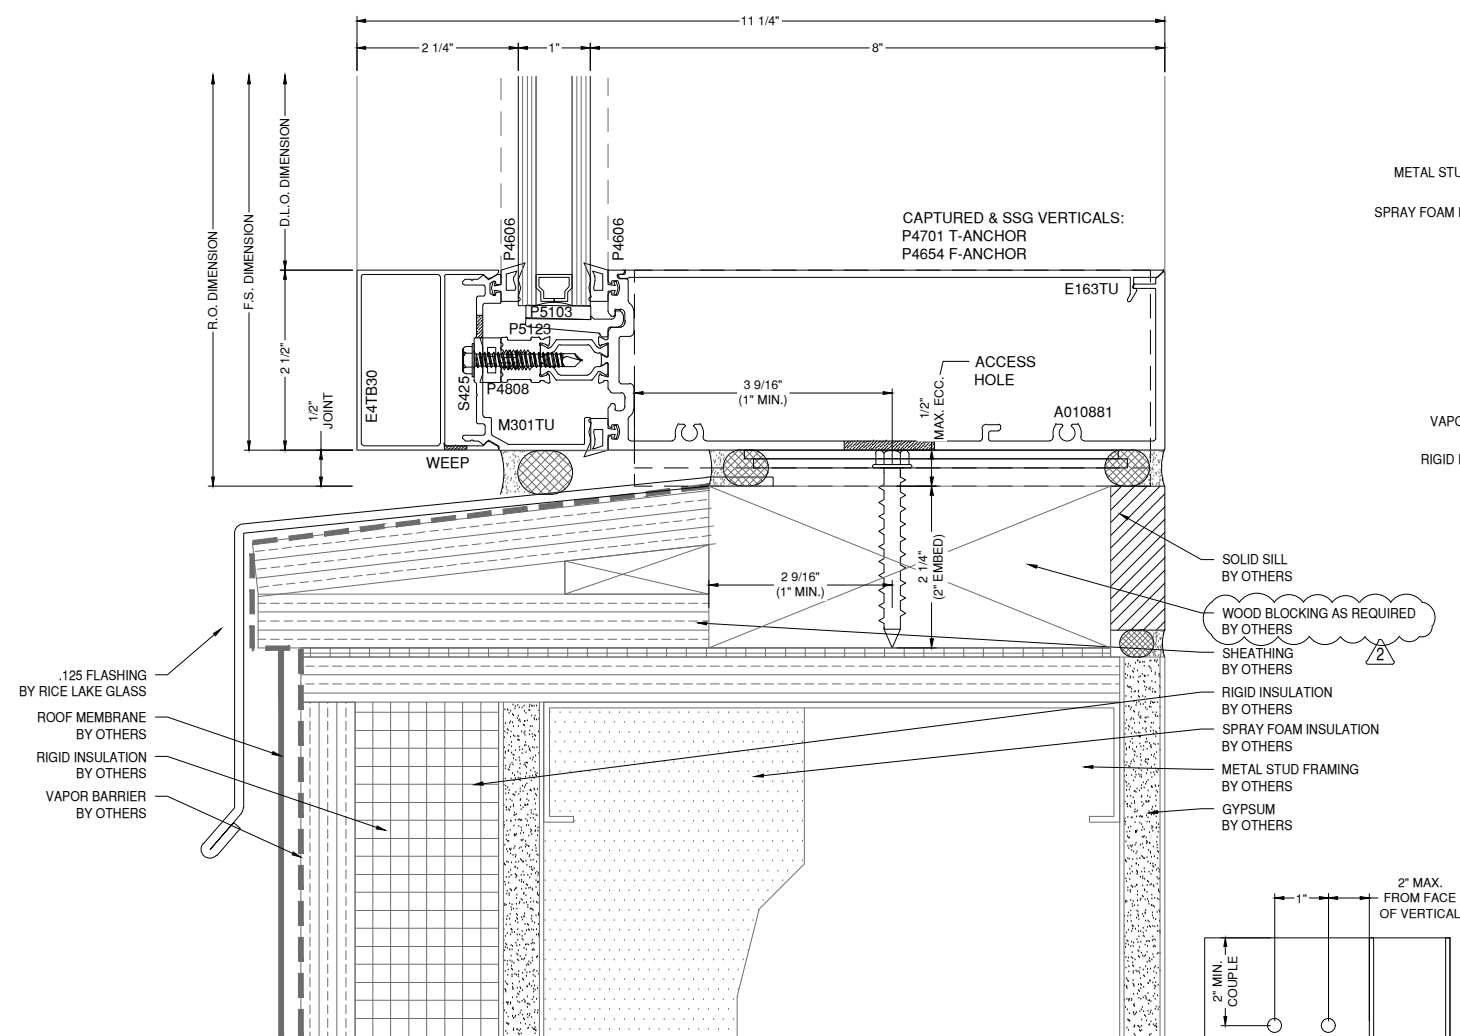 11 1/4"
2 1/4"
1"
8"
R.O. DIMENSION
F.S. DIMENSION
D.L.O. DIMENSION
2 1/2"
1/2"
JOINT
P4606
P4606
CAPTURED & SSG VERTICALS:
P4701 T-ANCHOR
P4654 F-ANCHOR
E163TU
P5103
P5123
E4TB30
S425
P4808
M301TU
WEEP
3 9/16"
(1" MIN.)
1/2"
MAX. ECC.
ACCESS
HOLE
A010881
2 9/16"
(1" MIN.)
2 1/4"
(2" EMBED)
METAL STU
SPRAY FOAM
VAPO
RIGID
SOLID SILL
BY OTHERS
WOOD BLOCKING AS REQUIRED
BY OTHERS
2
SHEATHING
BY OTHERS
RIGID INSULATION
BY OTHERS
SPRAY FOAM INSULATION
BY OTHERS
METAL STUD FRAMING
BY OTHERS
GYPSUM
BY OTHERS
.125 FLASHING
BY RICE LAKE GLASS
ROOF MEMBRANE
BY OTHERS
RIGID INSULATION
BY OTHERS
VAPOR BARRIER
BY OTHERS
1"
2" MAX.
FROM FACE
OF VERTICAL
2" MIN.
COUPLE